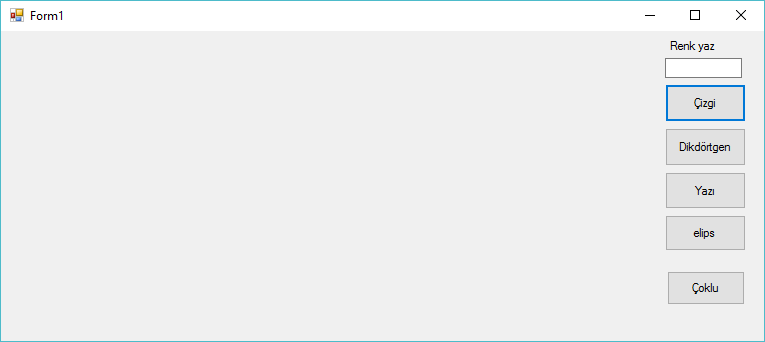 Form1
Renk yaz
Çizgi
Dikdörtgen
Yazı
elips
Çoklu